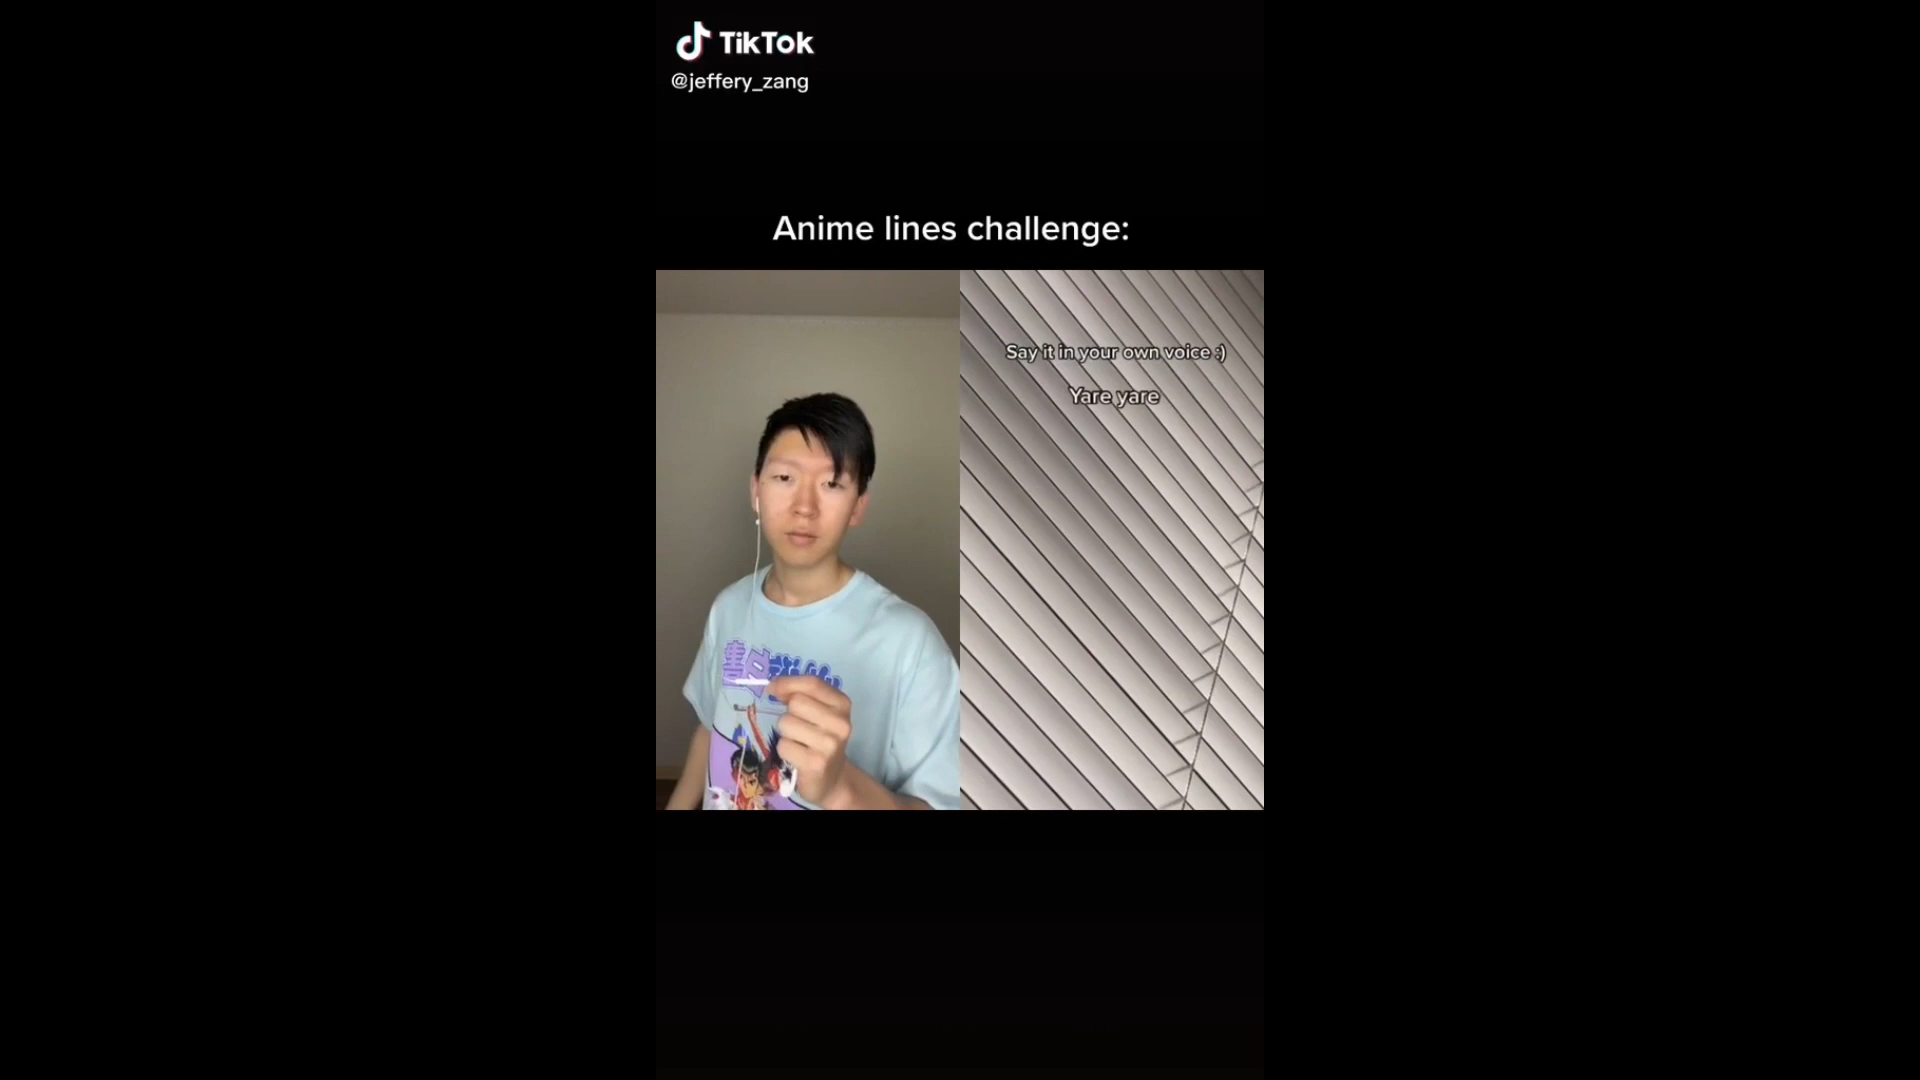 TikTok
@jeffery_zang
Anime lines challenge:
Say it in your own voice :)
Yare yare